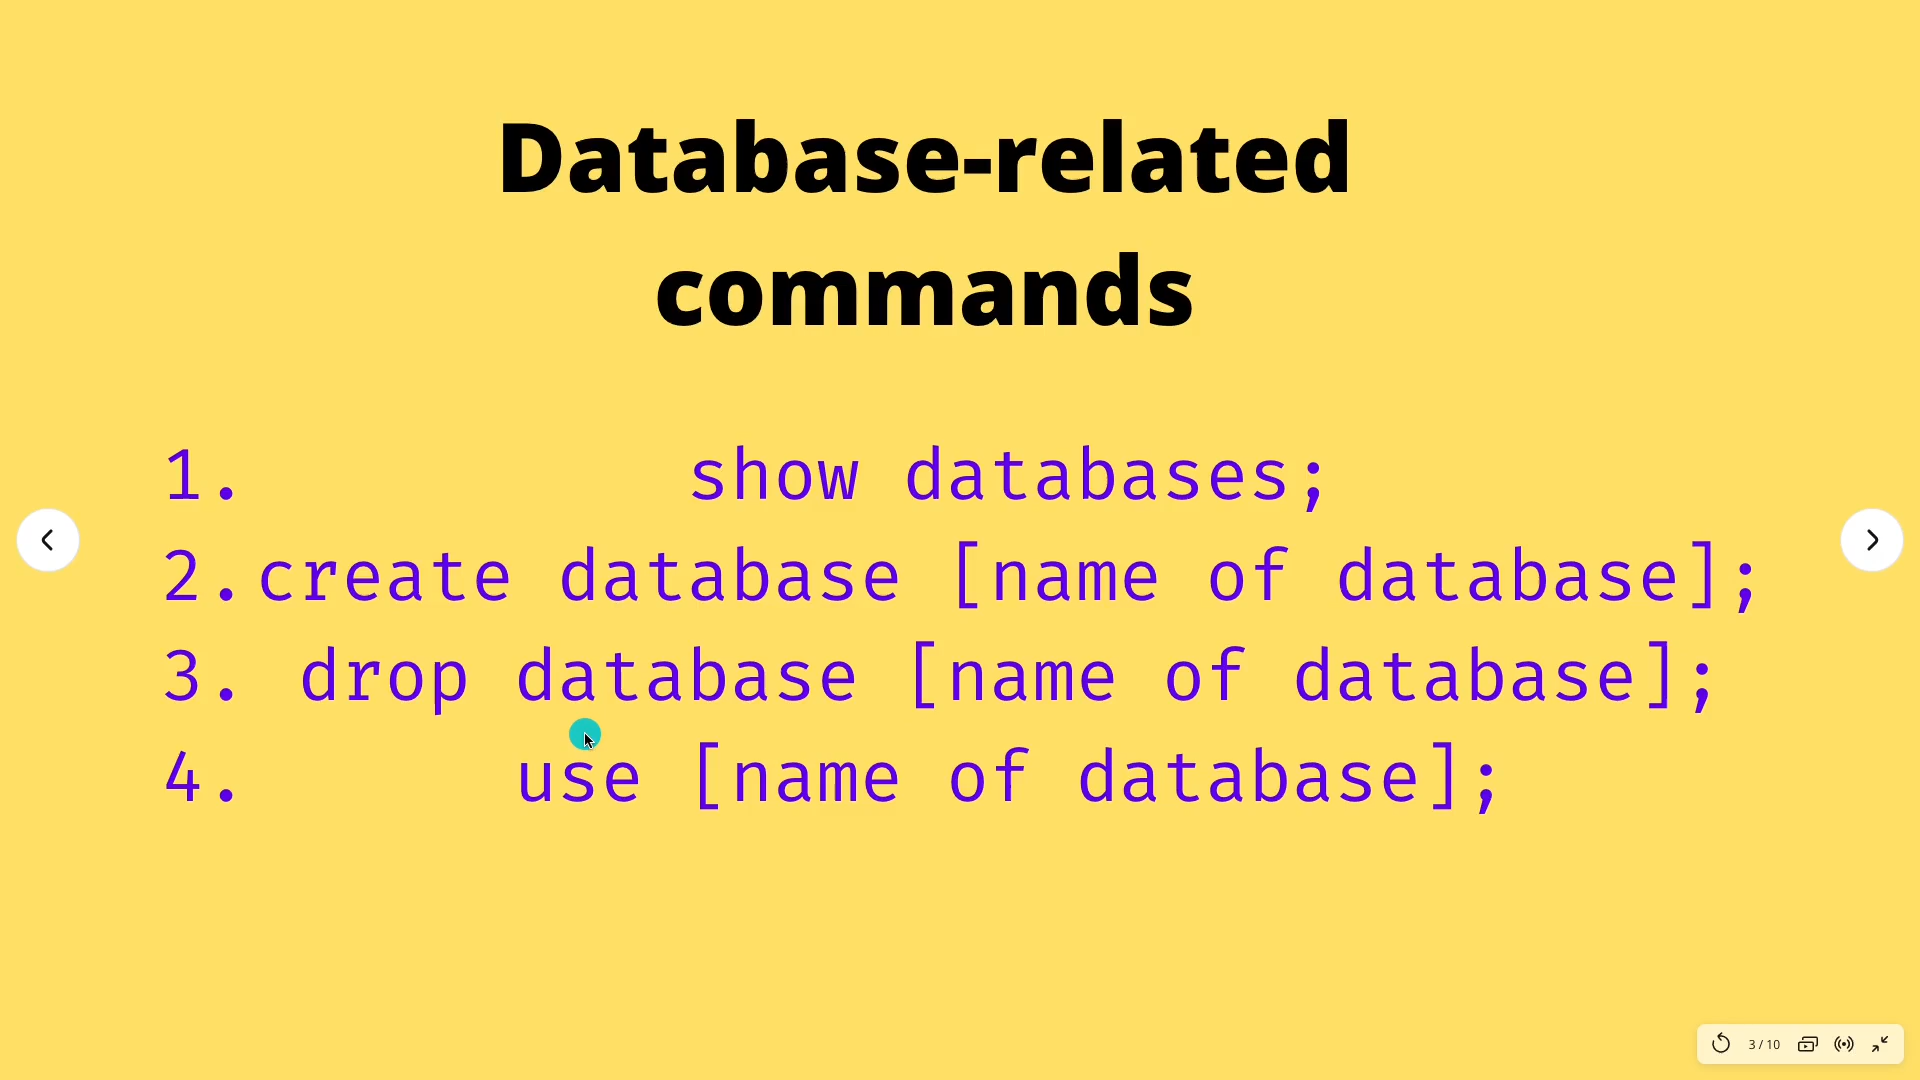 Database-related
commands
1. show databases;
2. create database [name of database];
3. drop database [name of database];
4. use [name of database];
3 / 10